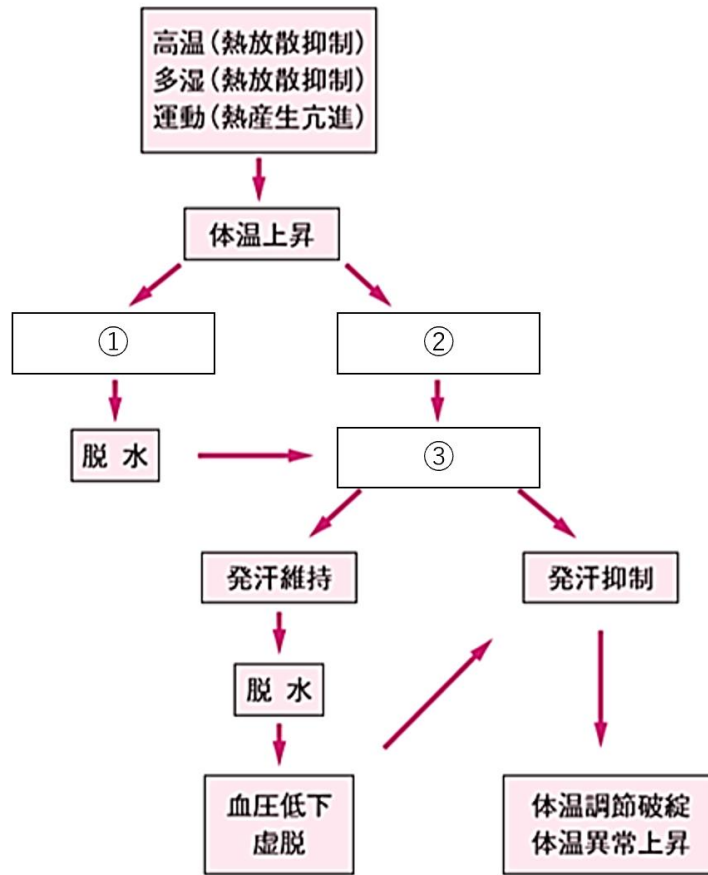 高温(熱放散抑制)
多湿(熱放散抑制)
運動(熱産生亢進)
体温上昇
①
②
脱 水
③
発汗維持
発汗抑制
脱 水
血圧低下
虚脱
体温調節破綻
体温異常上昇